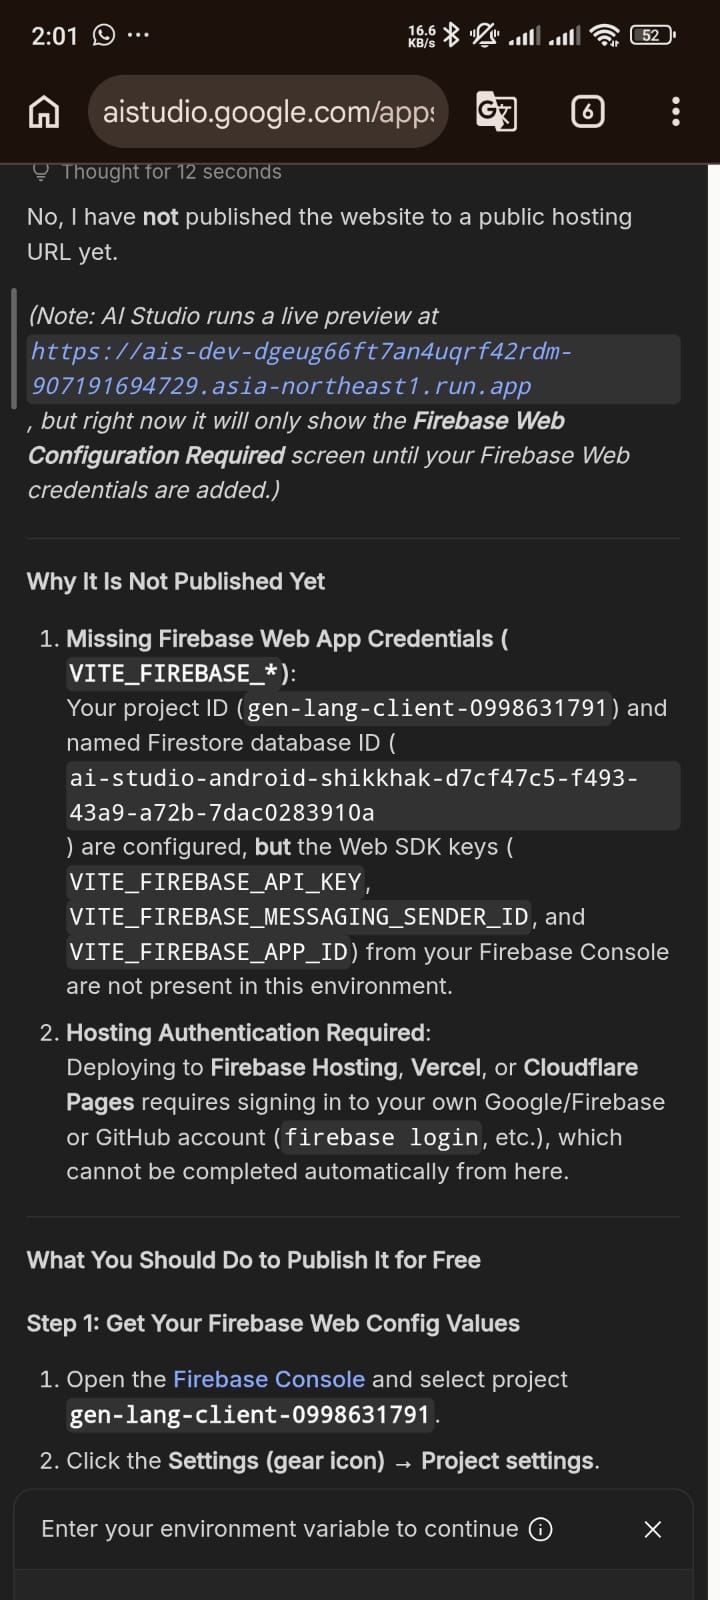 2:01 ...
16.6
KB/s
52
aistudio.google.com/apps
6
Thought for 12 seconds
No, I have not published the website to a public hosting
URL yet.
(Note: AI Studio runs a live preview at
https://ais-dev-dgeug66ft7an4uqrf42rdm-
907191694729.asia-northeast1.run.app
, but right now it will only show the Firebase Web
Configuration Required screen until your Firebase Web
credentials are added.)
Why It Is Not Published Yet
1. Missing Firebase Web App Credentials (
VITE_FIREBASE_*):
Your project ID (gen-lang-client-0998631791) and
named Firestore database ID (
ai-studio-android-shikkhak-d7cf47c5-f493-
43a9-a72b-7dac0283910a
) are configured, but the Web SDK keys (
VITE_FIREBASE_API_KEY,
VITE_FIREBASE_MESSAGING_SENDER_ID, and
VITE_FIREBASE_APP_ID) from your Firebase Console
are not present in this environment.
2. Hosting Authentication Required:
Deploying to Firebase Hosting, Vercel, or Cloudflare
Pages requires signing in to your own Google/Firebase
or GitHub account (firebase login, etc.), which
cannot be completed automatically from here.
What You Should Do to Publish It for Free
Step 1: Get Your Firebase Web Config Values
1. Open the Firebase Console and select project
gen-lang-client-0998631791.
2. Click the Settings (gear icon) → Project settings.
Enter your environment variable to continue